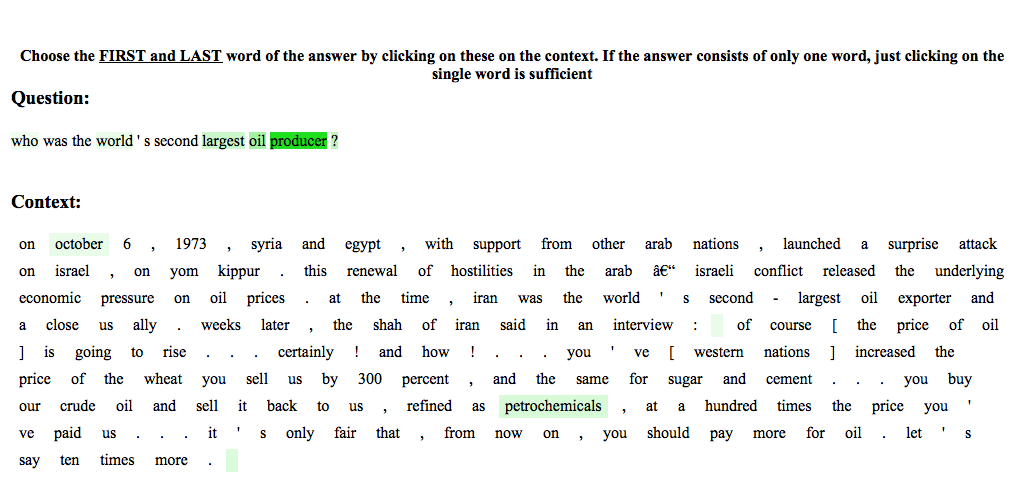 Choose the FIRST and LAST word of the answer by clicking on these on the context. If the answer consists of only one word, just clicking on the
single word is sufficient
Question:
who was the world ' s second largest oil producer ?
Context:
on october 6 , 1973 , syria and egypt , with support from other arab nations , launched a surprise attack
on israel , on yom kippur . this renewal of hostilities in the arab â€“ israeli conflict released the underlying
economic pressure on oil prices . at the time , iran was the world ' s second - largest oil exporter and
a close us ally . weeks later , the shah of iran said in an interview : of course [ the price of oil
] is going to rise . . . certainly ! and how ! . . . you ' ve [ western nations ] increased the
price of the wheat you sell us by 300 percent , and the same for sugar and cement . . . you buy
our crude oil and sell it back to us , refined as petrochemicals , at a hundred times the price you '
ve paid us . . . it ' s only fair that , from now on , you should pay more for oil . let ' s
say ten times more .